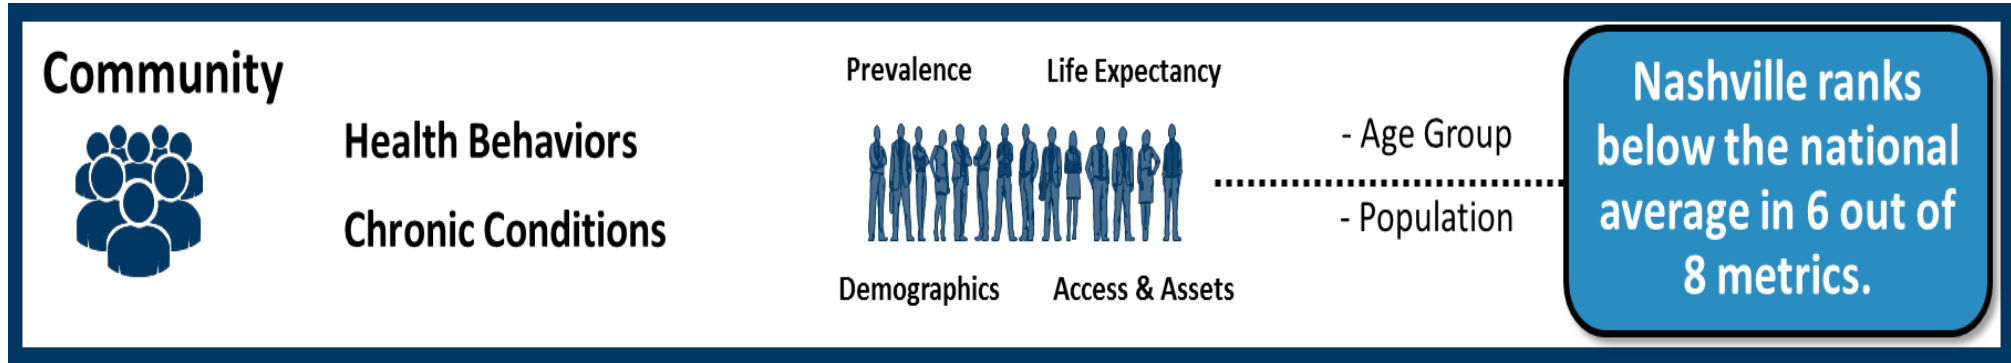 Community
Health Behaviors
Chronic Conditions
Prevalence
Life Expectancy
Demographics
Access & Assets
- Age Group
- Population
Nashville ranks
below the national
average in 6 out of
8 metrics.